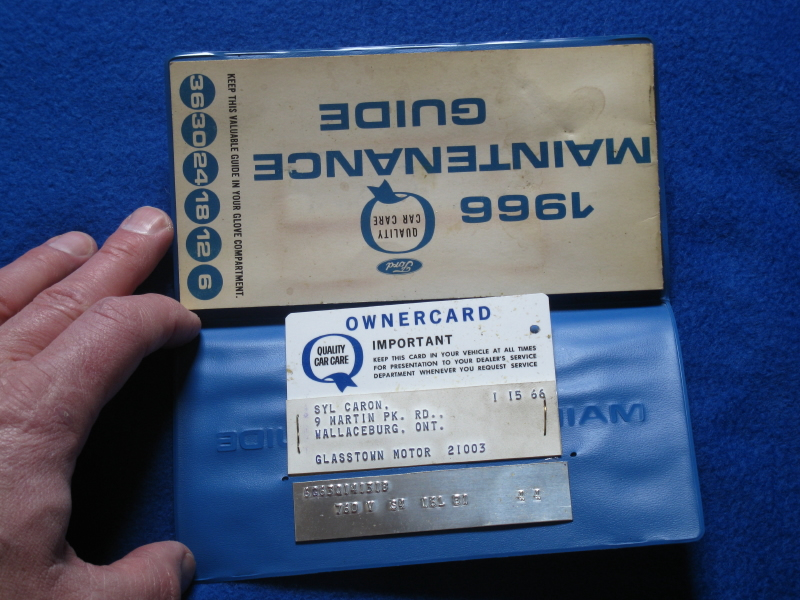 1966
MAINTENANCE
GUIDE
Ford
QUALITY
CAR CARE
KEEP THIS VALUABLE GUIDE IN YOUR GLOVE COMPARTMENT.
36 30 24 18 12 6
OWNERCARD
QUALITY
CAR CARE
IMPORTANT
KEEP THIS CARD IN YOUR VEHICLE AT ALL TIMES
FOR PRESENTATION TO YOUR DEALER'S SERVICE
DEPARTMENT WHENEVER YOU REQUEST SERVICE
SYL CARON, 1 15 66
9 MARTIN PK. RD.,
WALLACEBURG, ONT.
GLASSTOWN MOTOR 21003
GUIDE